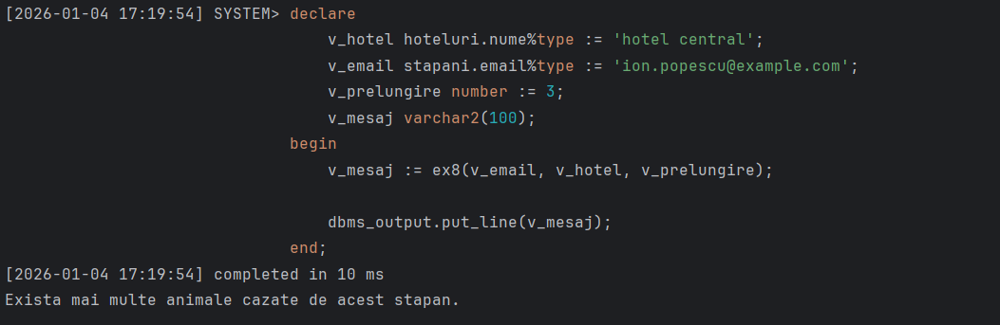 [2026-01-04 17:19:54] SYSTEM> declare
v_hotel hoteluri.nume%type := 'hotel central';
v_email stapani.email%type := 'ion.popescu@example.com';
v_prelungire number := 3;
v_mesaj varchar2(100);
begin
v_mesaj := ex8(v_email, v_hotel, v_prelungire);
dbms_output.put_line(v_mesaj);
end;
[2026-01-04 17:19:54] completed in 10 ms
Exista mai multe animale cazate de acest stapan.